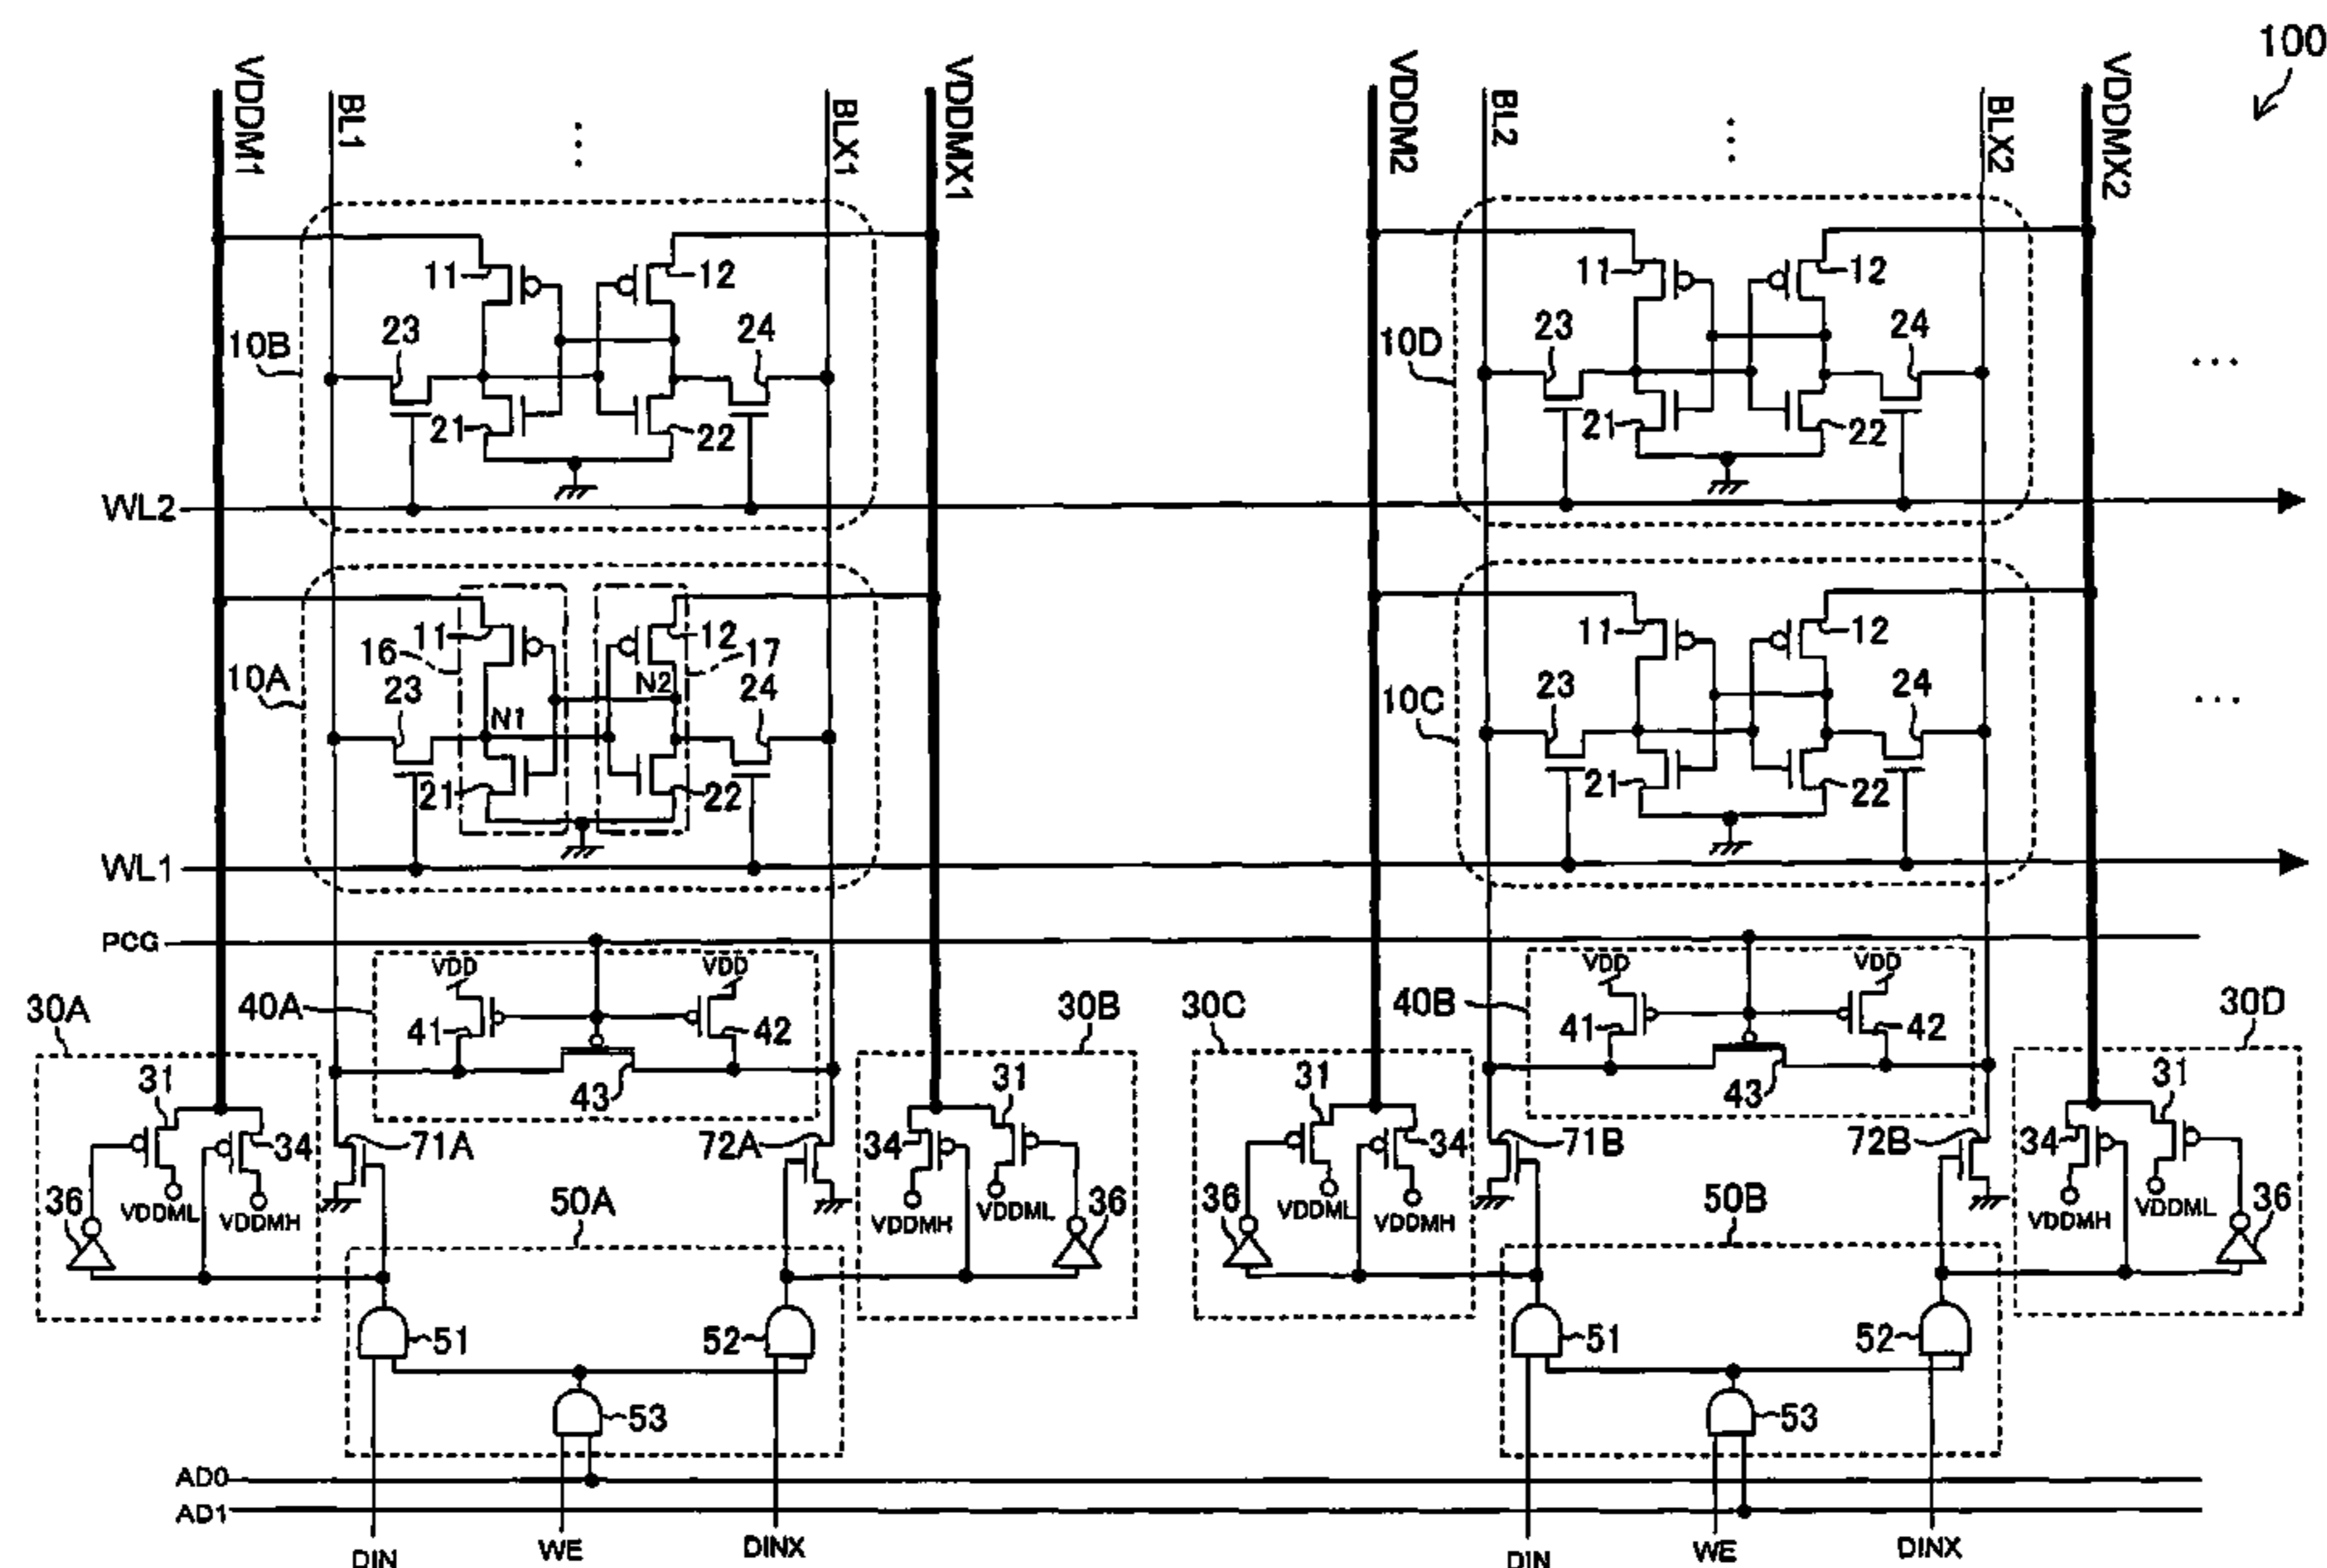 100
VDDM1
BL1
BLX1
VDDMX1
VDDM2
BL2
BLX2
VDDMX2
⋮
⋮
11
12
11
12
10B
23
24
10D
23
24
...
21
22
21
22
WL2
11
12
16
17
11
12
10A
23
N2
24
10C
23
24
...
N1
21
22
21
22
WL1
PCG
VDD
VDD
VDD
VDD
30A
40A
41
42
30B
30C
40B
41
42
30D
31
43
31
31
43
31
34
71A
72A
34
34
71B
72B
34
36
VDDML
VDDMH
50A
VDDMH
VDDML
36
36
VDDML
VDDMH
50B
VDDMH
VDDML
36
51
52
51
52
53
53
AD0
AD1
DIN
WE
DINX
DIN
WE
DINX